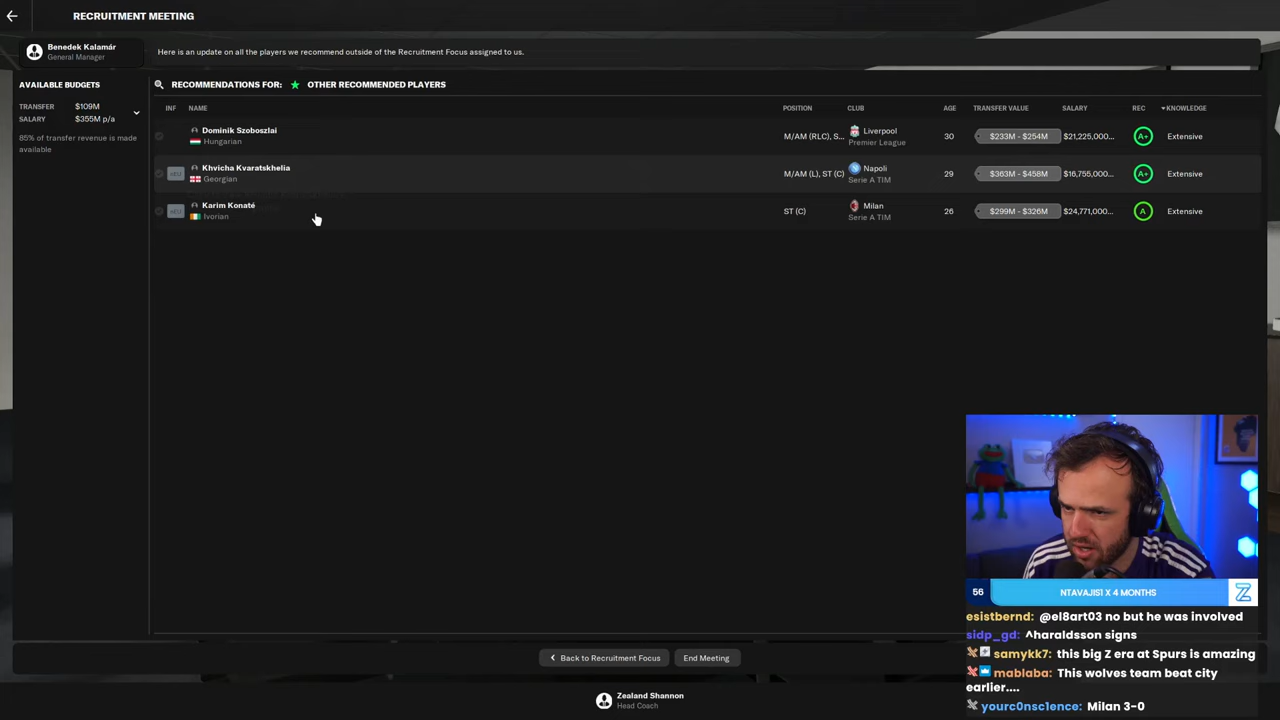 RECRUITMENT MEETING
Benedek Kalamár
General Manager
Here is an update on all the players we recommend outside of the Recruitment Focus assigned to us.
AVAILABLE BUDGETS
TRANSFER $109M
SALARY $355M p/a
85% of transfer revenue is made
available
RECOMMENDATIONS FOR: OTHER RECOMMENDED PLAYERS
INF NAME POSITION CLUB AGE TRANSFER VALUE SALARY REC KNOWLEDGE
Dominik Szoboszlai
Hungarian
M/AM (RLC), S...
Liverpool
Premier League
30 $233M - $254M $21,225,000... A+ Extensive
Khvicha Kvaratskhelia
Georgian
M/AM (L), ST (C)
Napoli
Serie A TIM
29 $363M - $458M $16,755,000... A+ Extensive
Karim Konaté
Ivorian
ST (C)
Milan
Serie A TIM
26 $299M - $326M $24,771,000... A Extensive
56 NTAVAJIS1 X 4 MONTHS Z
esistbernd: @el8art03 no but he was involved
sidp_gd: ^haraldsson signs
samykk7: this big Z era at Spurs is amazing
mablaba: This wolves team beat city
earlier....
yourc0nsc1ence: Milan 3-0
Back to Recruitment Focus
End Meeting
Zealand Shannon
Head Coach